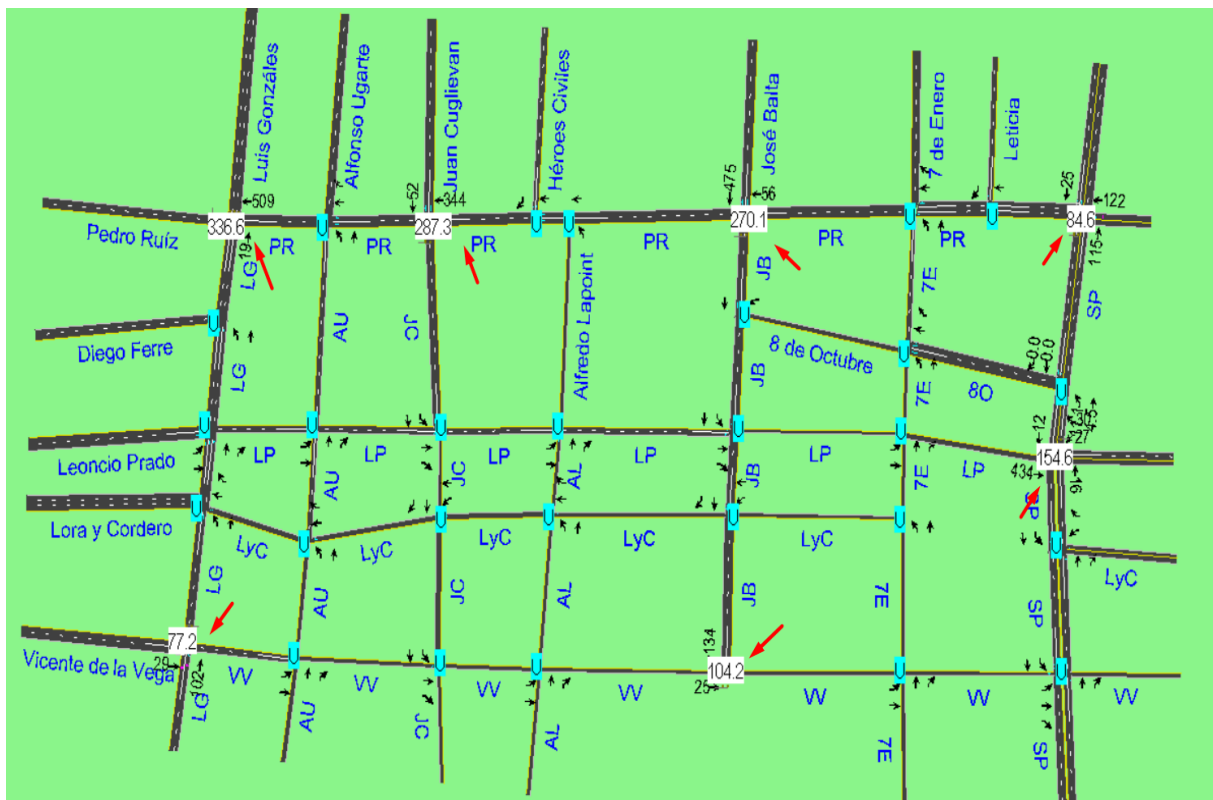 Luis Gonzáles
Alfonso Ugarte
Juan Cuglievan
Héroes Civiles
José Balta
7 de Enero
Leticia
509
52
344
475
56
25
122
Pedro Ruíz
336.6
PR
PR
287.3
PR
PR
270.1
PR
PR
84.6
19
115
LG
JB
7E
SP
Diego Ferre
LG
AU
JC
Alfredo Lapoint
JB
8 de Octubre
7E
8O
0.0
0.0
Leoncio Prado
LP
LP
LP
LP
LP
12
27
154.6
434
16
AU
JC
AL
JB
7E
SP
Lora y Cordero
LyC
LyC
LyC
LyC
LyC
LyC
LG
AU
JC
AL
JB
7E
SP
77.2
134
104.2
25
Vicente de la Vega
29
102
LG
VV
AU
VV
JC
VV
AL
VV
VV
7E
VV
SP
VV